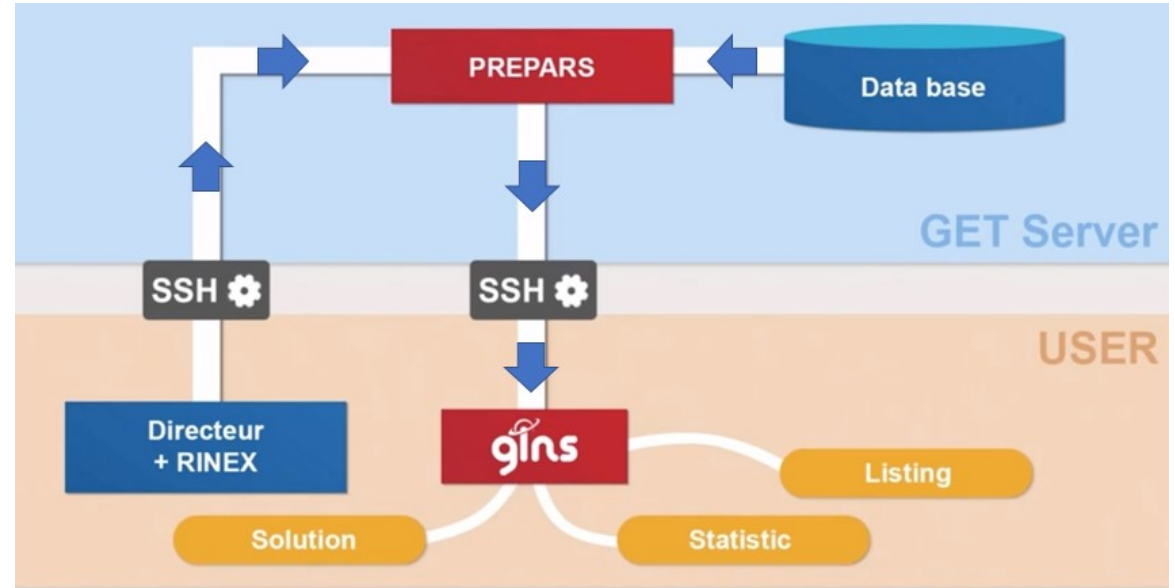 PREPARS
Data base
GET Server
SSH
SSH
USER
Directeur
+ RINEX
gins
Listing
Solution
Statistic